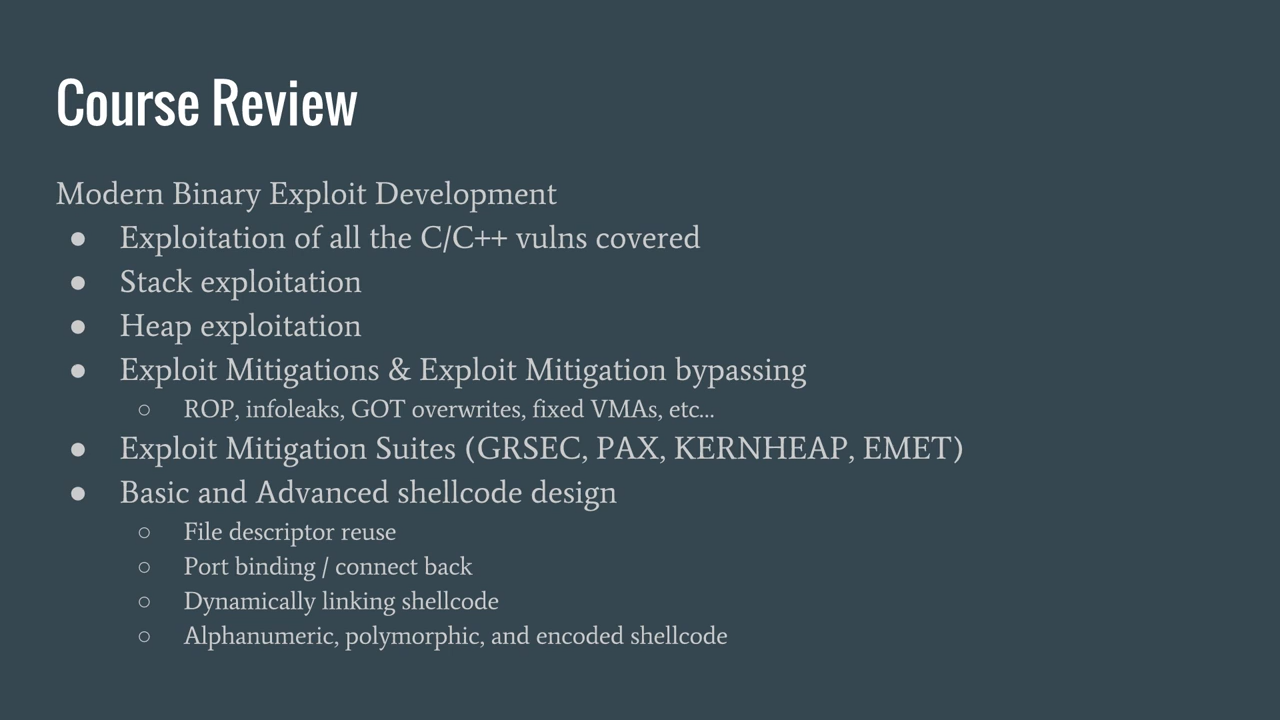 Course Review
Modern Binary Exploit Development
● Exploitation of all the C/C++ vulns covered
● Stack exploitation
● Heap exploitation
● Exploit Mitigations & Exploit Mitigation bypassing
○ ROP, infoleaks, GOT overwrites, fixed VMAs, etc...
● Exploit Mitigation Suites (GRSEC, PAX, KERNHEAP, EMET)
● Basic and Advanced shellcode design
○ File descriptor reuse
○ Port binding / connect back
○ Dynamically linking shellcode
○ Alphanumeric, polymorphic, and encoded shellcode